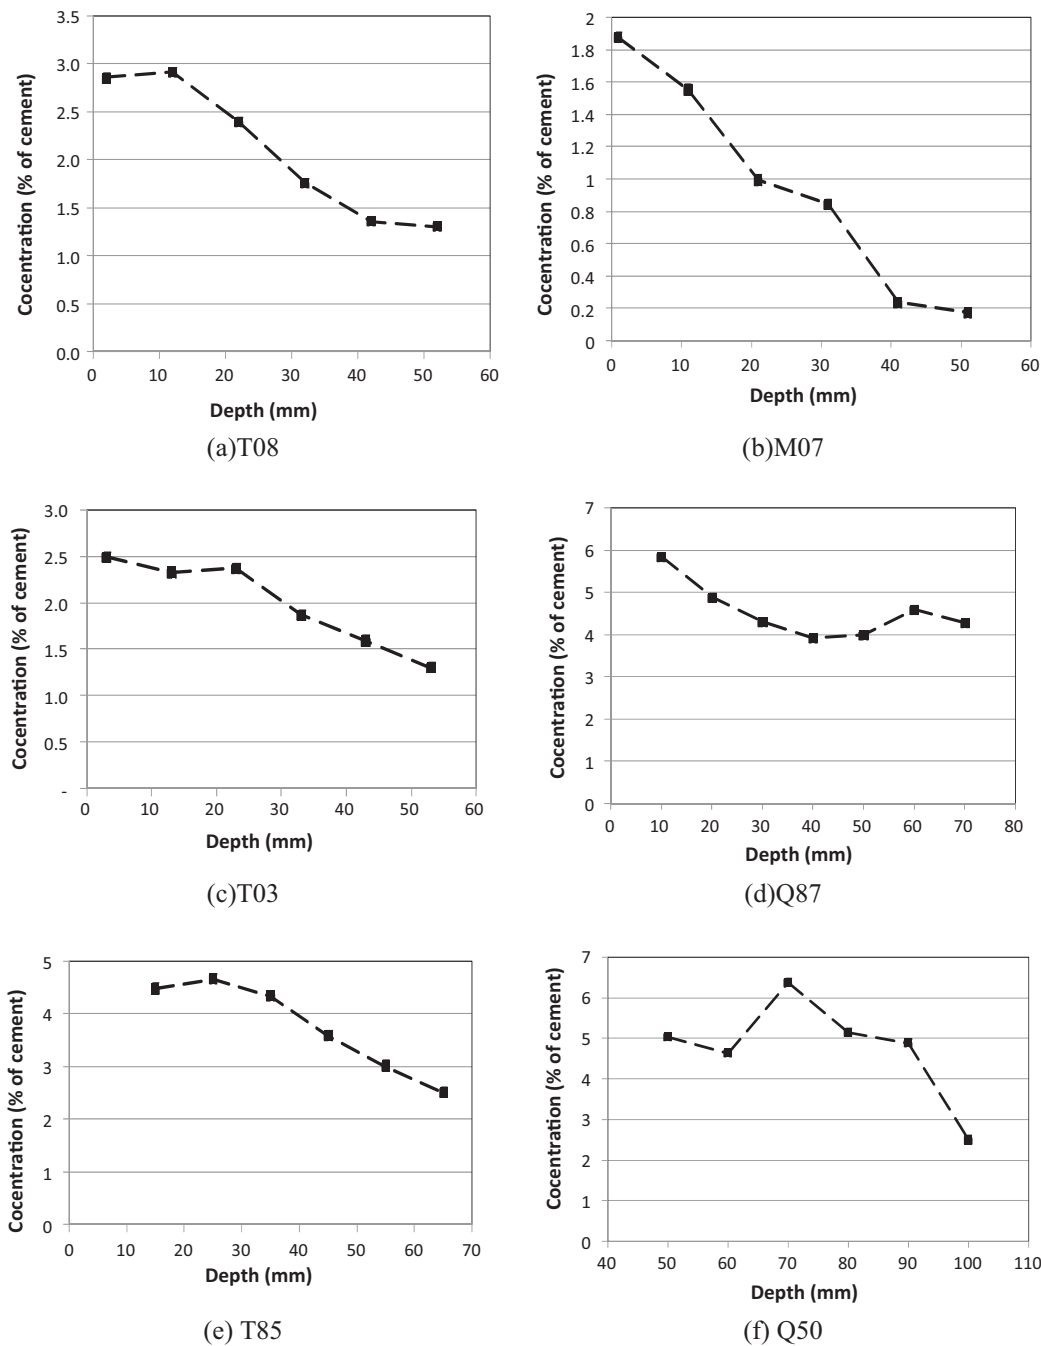 3.5
3.0
2.5
2.0
1.5
1.0
0.5
0.0
Cocentration (% of cement)
0 10 20 30 40 50 60
Depth (mm)
(a)T08
2
1.8
1.6
1.4
1.2
1
0.8
0.6
0.4
0.2
0
Cocentration (% of cement)
0 10 20 30 40 50 60
Depth (mm)
(b)M07
3.0
2.5
2.0
1.5
1.0
0.5
-
Cocentration (% of cement)
0 10 20 30 40 50 60
Depth (mm)
(c)T03
7
6
5
4
3
2
1
0
Cocentration (% of cement)
0 10 20 30 40 50 60 70 80
Depth (mm)
(d)Q87
5
4
3
2
1
0
Cocentration (% of cement)
0 10 20 30 40 50 60 70
Depth (mm)
(e) T85
7
6
5
4
3
2
1
0
Cocentration (% of cement)
40 50 60 70 80 90 100 110
Depth (mm)
(f) Q50